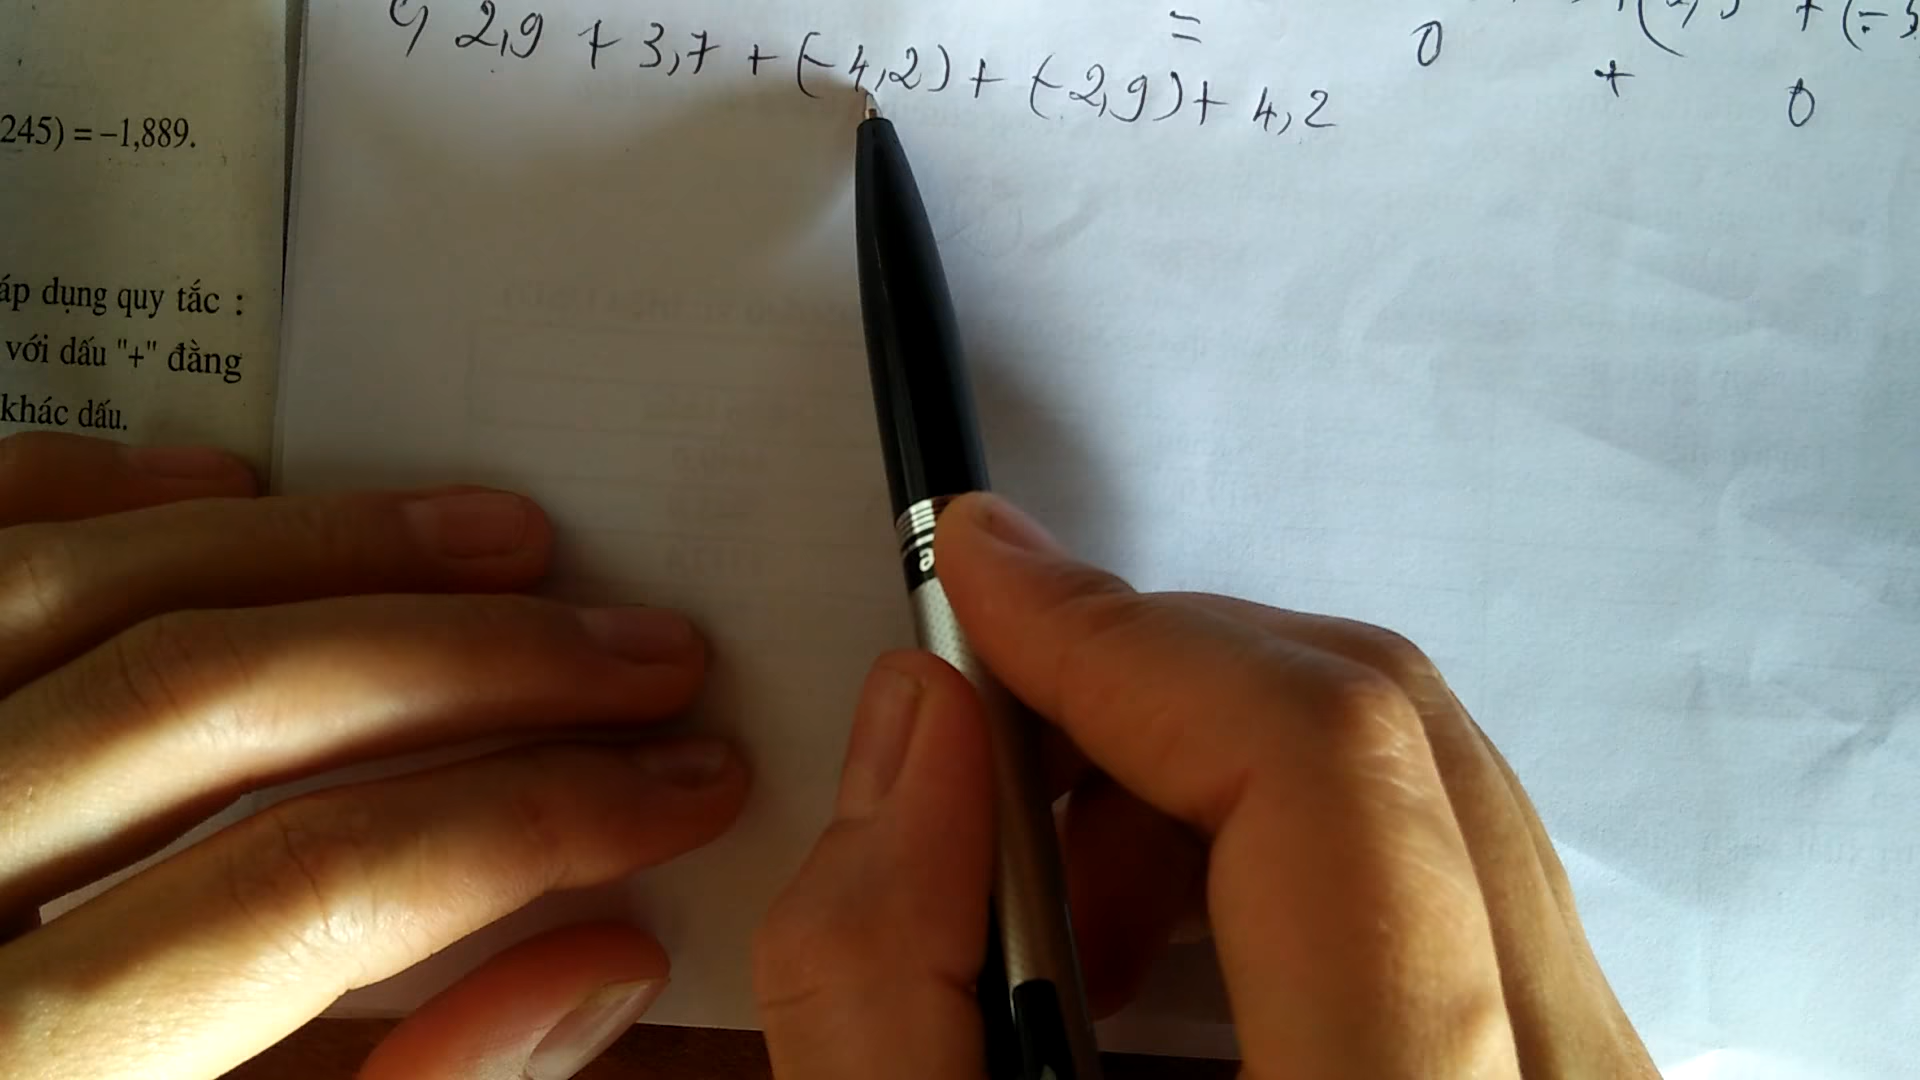 245) = –1,889.
áp dụng quy tắc :
với dấu "+" đằng
khác dấu.
c) 2,9 + 3,7 + (-4,2) + (-2,9) + 4,2
=
0 + 0